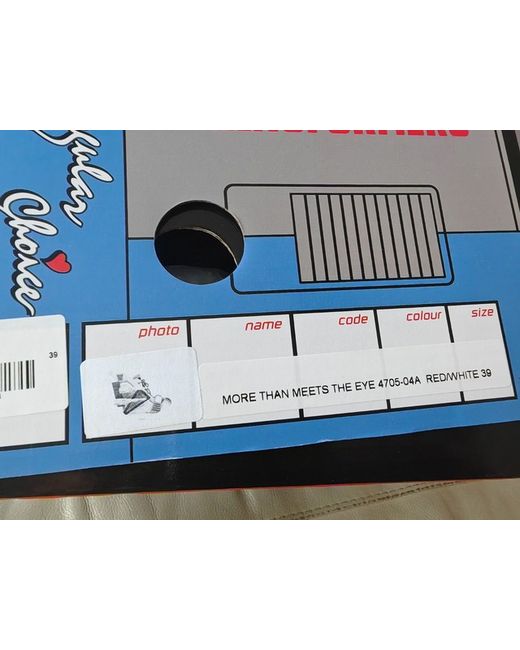 Choice
39
photo
name
code
colour
size
MORE THAN MEETS THE EYE 4705-04A RED/WHITE 39